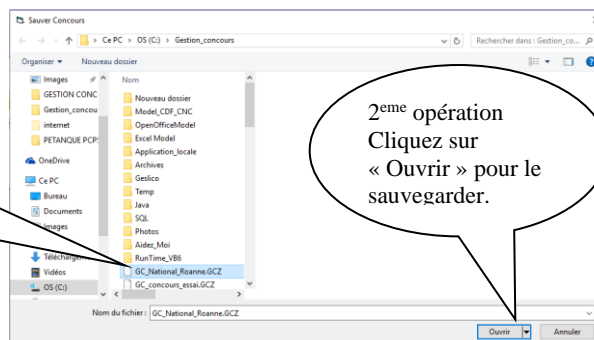 Sauver Concours
Ce PC > OS (C:) > Gestion_concours
Rechercher dans : Gestion_co...
Organiser
Nouveau dossier
Images
GESTION CONC
Gestion_concou
internet
PETANQUE PCP
OneDrive
Ce PC
Bureau
Documents
Images
Téléchargeme
Vidéos
OS (C:)
Nom
Nouveau dossier
Model_CDF_CNC
OpenOfficeModel
Excel Model
Application_locale
Archives
Geslico
Temp
Java
SQL
Photos
Aidez_Moi
RunTime_VB6
GC_National_Roanne.GCZ
GC_concours_essai.GCZ
Nom du fichier : GC_National_Roanne.GCZ
Ouvrir
Annuler
2eme opération
Cliquez sur
« Ouvrir » pour le
sauvegarder.